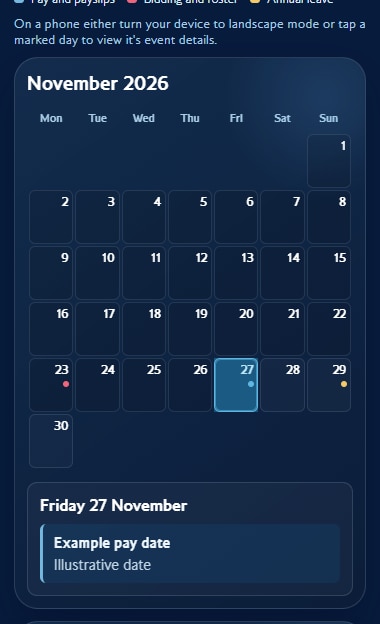 Pay and payslips Bidding and roster Annual leave
On a phone either turn your device to landscape mode or tap a
marked day to view it's event details.
November 2026
Mon Tue Wed Thu Fri Sat Sun
1
2 3 4 5 6 7 8
9 10 11 12 13 14 15
16 17 18 19 20 21 22
23 24 25 26 27 28 29
30
Friday 27 November
Example pay date
Illustrative date